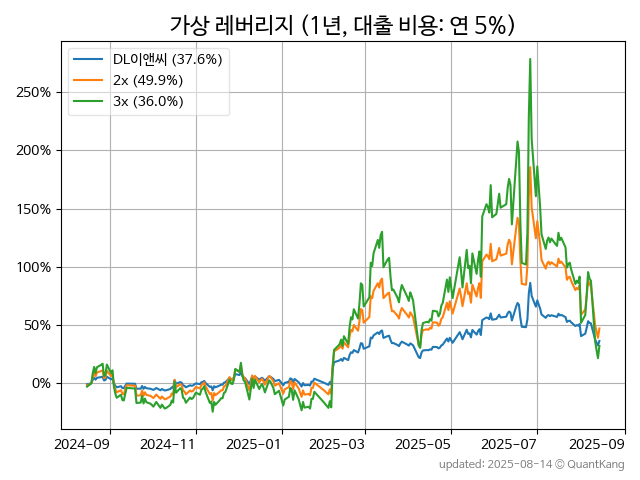 가상 레버리지 (1년, 대출 비용: 연 5%)
DL이앤씨 (37.6%)
2x (49.9%)
3x (36.0%)
250%
200%
150%
100%
50%
0%
2024-09 2024-11 2025-01 2025-03 2025-05 2025-07 2025-09
updated: 2025-08-14 © QuantKang